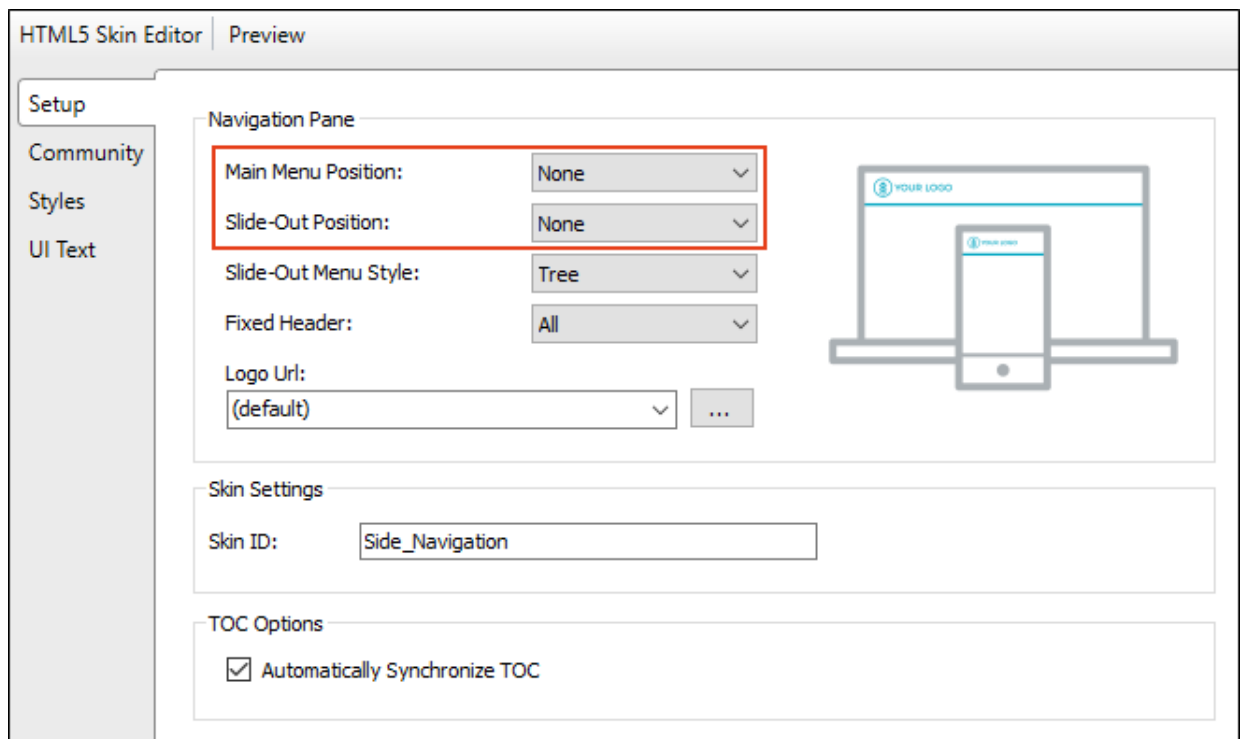 HTML5 Skin Editor Preview
Setup
Community
Styles
UI Text
Navigation Pane
Main Menu Position: None
Slide-Out Position: None
Slide-Out Menu Style: Tree
Fixed Header: All
Logo Url:
(default) ...
YOUR LOGO
YOUR LOGO
Skin Settings
Skin ID: Side_Navigation
TOC Options
Automatically Synchronize TOC